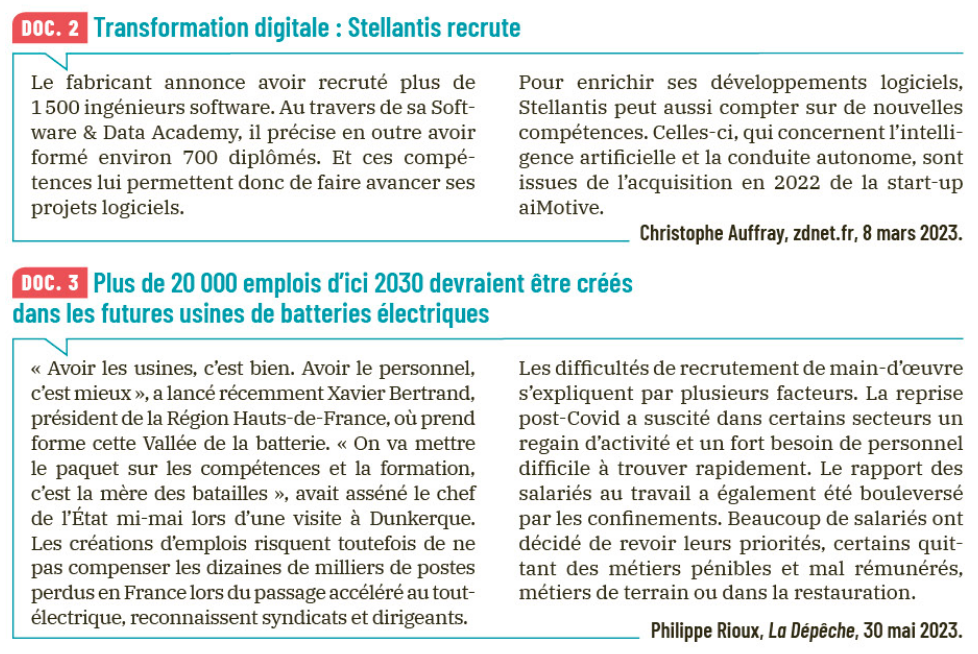 DOC. 2 Transformation digitale : Stellantis recrute
Le fabricant annonce avoir recruté plus de
1 500 ingénieurs software. Au travers de sa Soft-
ware & Data Academy, il précise en outre avoir
formé environ 700 diplômés. Et ces compé-
tences lui permettent donc de faire avancer ses
projets logiciels.
Pour enrichir ses développements logiciels,
Stellantis peut aussi compter sur de nouvelles
compétences. Celles-ci, qui concernent l’intelli-
gence artificielle et la conduite autonome, sont
issues de l’acquisition en 2022 de la start-up
aiMotive.
Christophe Auffray, zdnet.fr, 8 mars 2023.
DOC. 3 Plus de 20 000 emplois d’ici 2030 devraient être créés
dans les futures usines de batteries électriques
« Avoir les usines, c’est bien. Avoir le personnel,
c’est mieux », a lancé récemment Xavier Bertrand,
président de la Région Hauts-de-France, où prend
forme cette Vallée de la batterie. « On va mettre
le paquet sur les compétences et la formation,
c’est la mère des batailles », avait asséné le chef
de l’État mi-mai lors d’une visite à Dunkerque.
Les créations d’emplois risquent toutefois de ne
pas compenser les dizaines de milliers de postes
perdus en France lors du passage accéléré au tout-
électrique, reconnaissent syndicats et dirigeants.
Les difficultés de recrutement de main-d’œuvre
s’expliquent par plusieurs facteurs. La reprise
post-Covid a suscité dans certains secteurs un
regain d’activité et un fort besoin de personnel
difficile à trouver rapidement. Le rapport des
salariés au travail a également été bouleversé
par les confinements. Beaucoup de salariés ont
décidé de revoir leurs priorités, certains quit-
tant des métiers pénibles et mal rémunérés,
métiers de terrain ou dans la restauration.
Philippe Rioux, La Dépêche, 30 mai 2023.